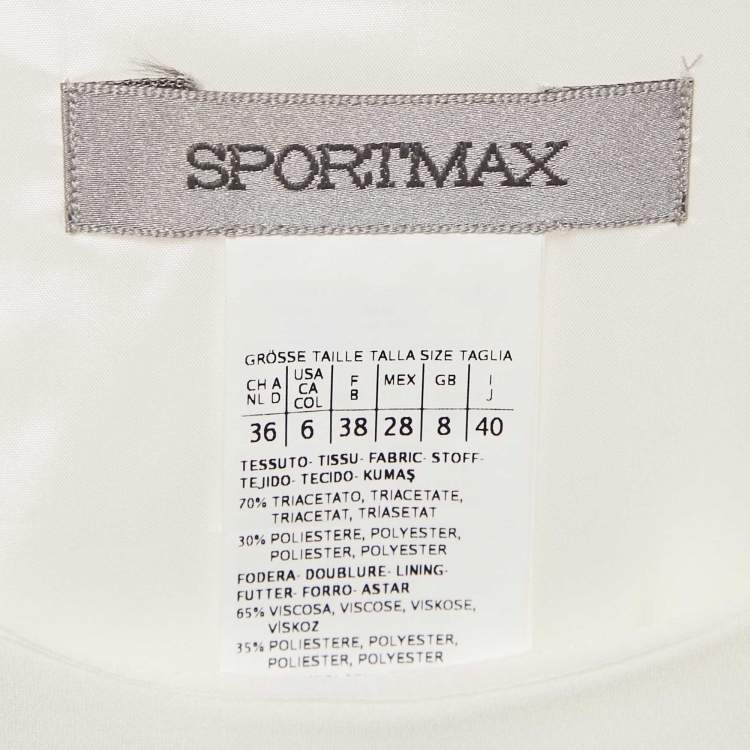 SPORTMAX
GRÖSSE TAILLE TALLA SIZE TAGLIA
CH A NL D USA CA COL F B MEX GB I J
36 6 38 28 8 40
TESSUTO- TISSU- FABRIC- STOFF-
TEJIDO- TECIDO- KUMAŞ
70% TRIACETATO, TRIACETATE,
TRIACETAT, TRIASETAT
30% POLIESTERE, POLYESTER,
POLIESTER, POLYESTER
FODERA- DOUBLURE- LINING-
FUTTER- FORRO- ASTAR
65% VISCOSA, VISCOSE, VISKOSE,
VİSKOZ
35% POLIESTERE, POLYESTER,
POLIESTER, POLYESTER